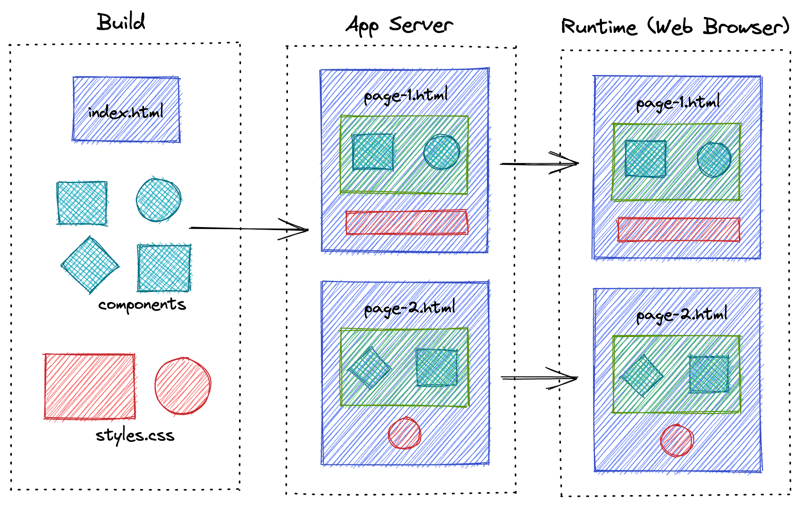 Build
App Server
Runtime (Web Browser)
index.html
components
styles.css
page-1.html
page-2.html
page-1.html
page-2.html